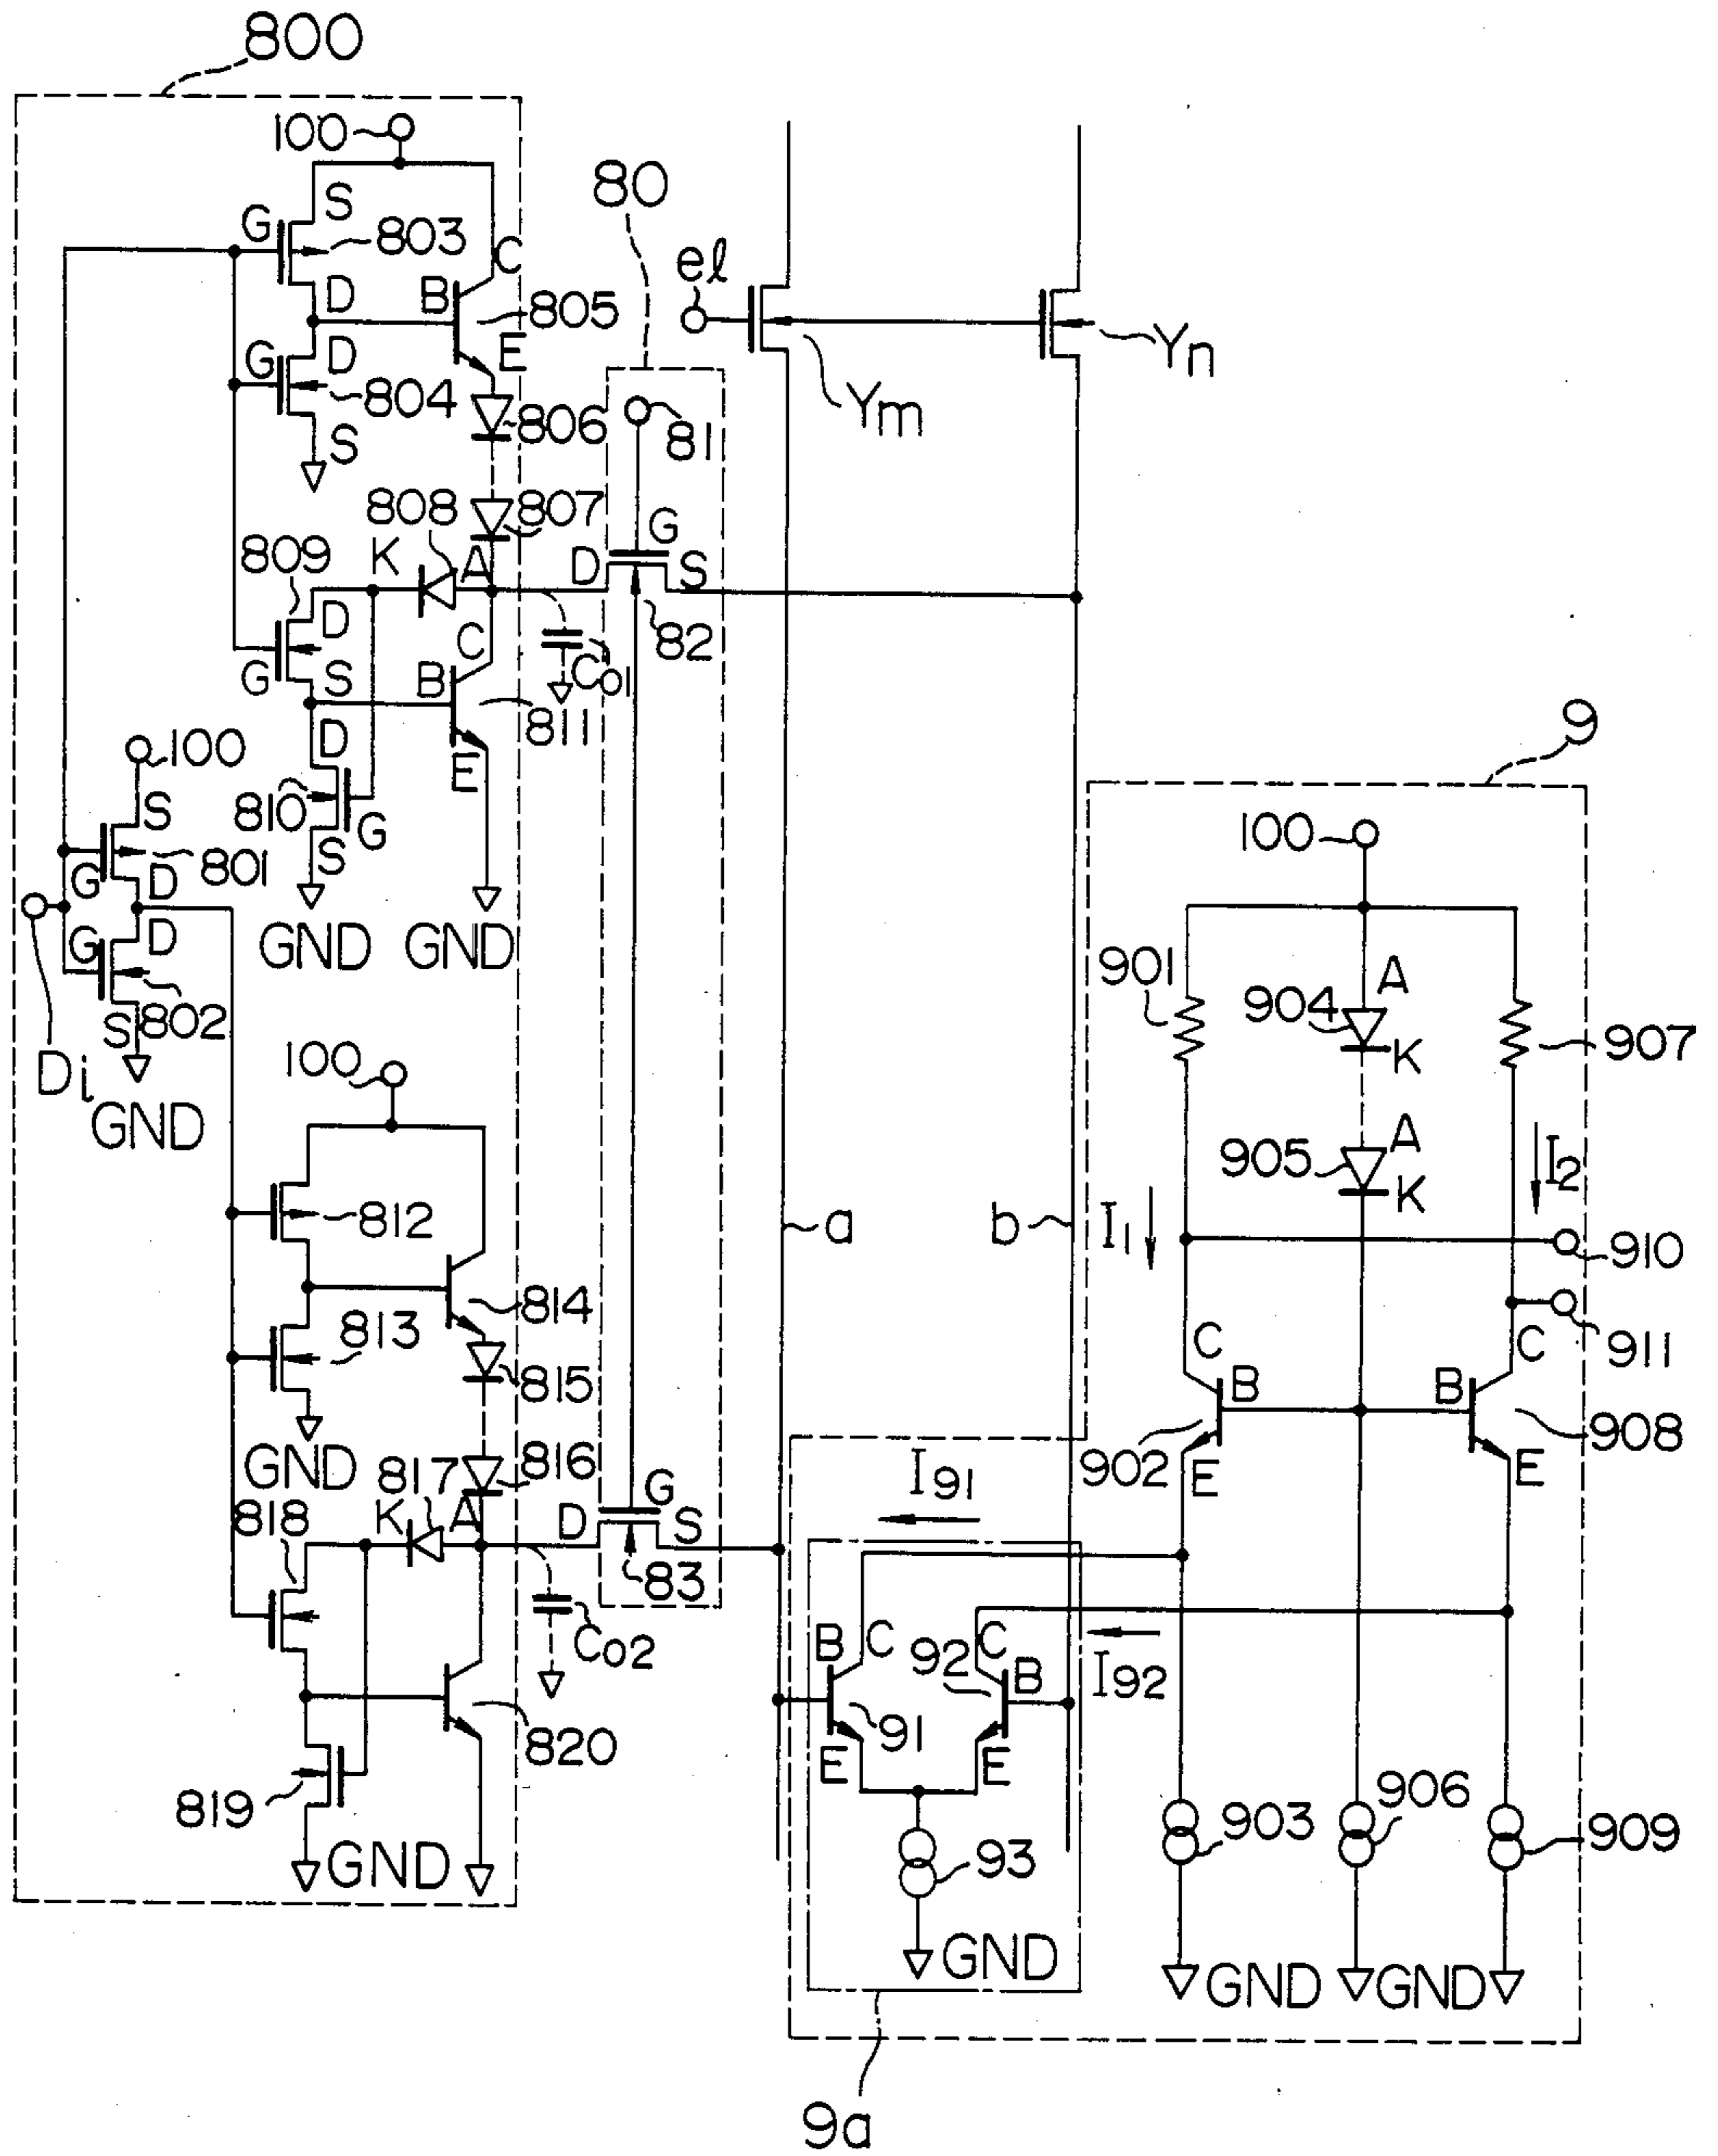 800
100
80
S
G
803
C
el
D
B
805
Yn
G
D
E
804
Ym
S
806
81
808
807
G
809
K
A
D
S
D
82
C
G
S
B
Co1
811
D
9
100
E
810
S
G
S
100
801
G
D
GND
GND
G
D
901
A
904
802
S
K
907
Di
100
GND
A
905
I2
K
812
a
b
I1
910
814
813
C
C
911
815
B
B
908
902
GND
816
I91
E
E
817
G
818
K
A
D
S
83
B
C
92
C
Co2
B
I92
91
820
E
E
819
906
903
909
93
GND
GND
GND
GND
9a